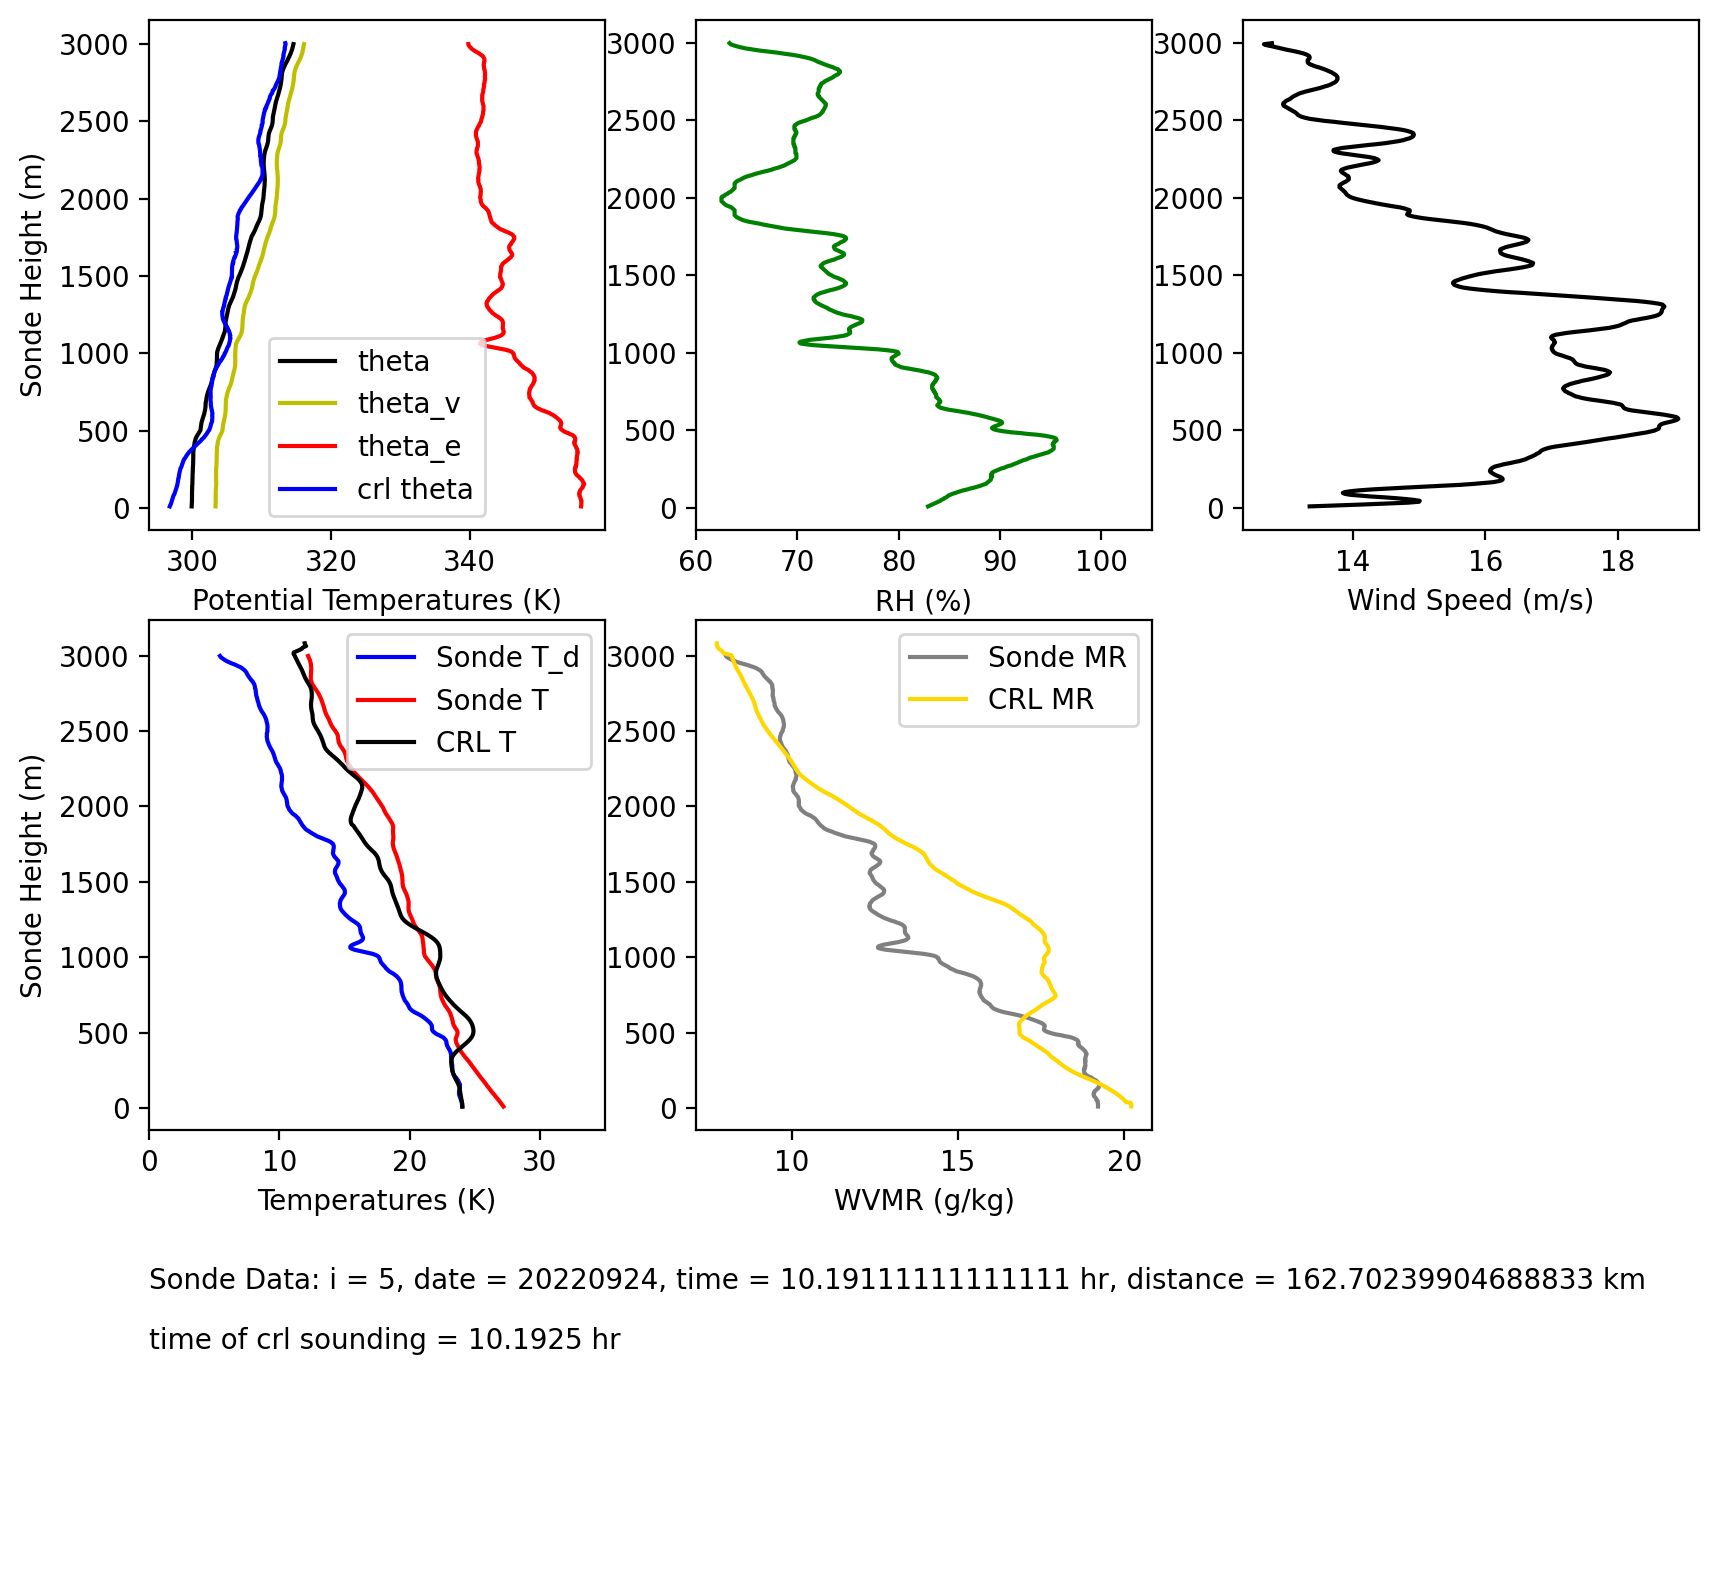 3000
2500
2000
1500
1000
500
0
Sonde Height (m)
300 320 340
Potential Temperatures (K)
theta
theta_v
theta_e
crl theta
3000
2500
2000
1500
1000
500
0
60 70 80 90 100
RH (%)
3000
2500
2000
1500
1000
500
0
14 16 18
Wind Speed (m/s)
3000
2500
2000
1500
1000
500
0
Sonde Height (m)
0 10 20 30
Temperatures (K)
Sonde T_d
Sonde T
CRL T
3000
2500
2000
1500
1000
500
0
10 15 20
WVMR (g/kg)
Sonde MR
CRL MR
Sonde Data: i = 5, date = 20220924, time = 10.19111111111111 hr, distance = 162.70239904688833 km
time of crl sounding = 10.1925 hr